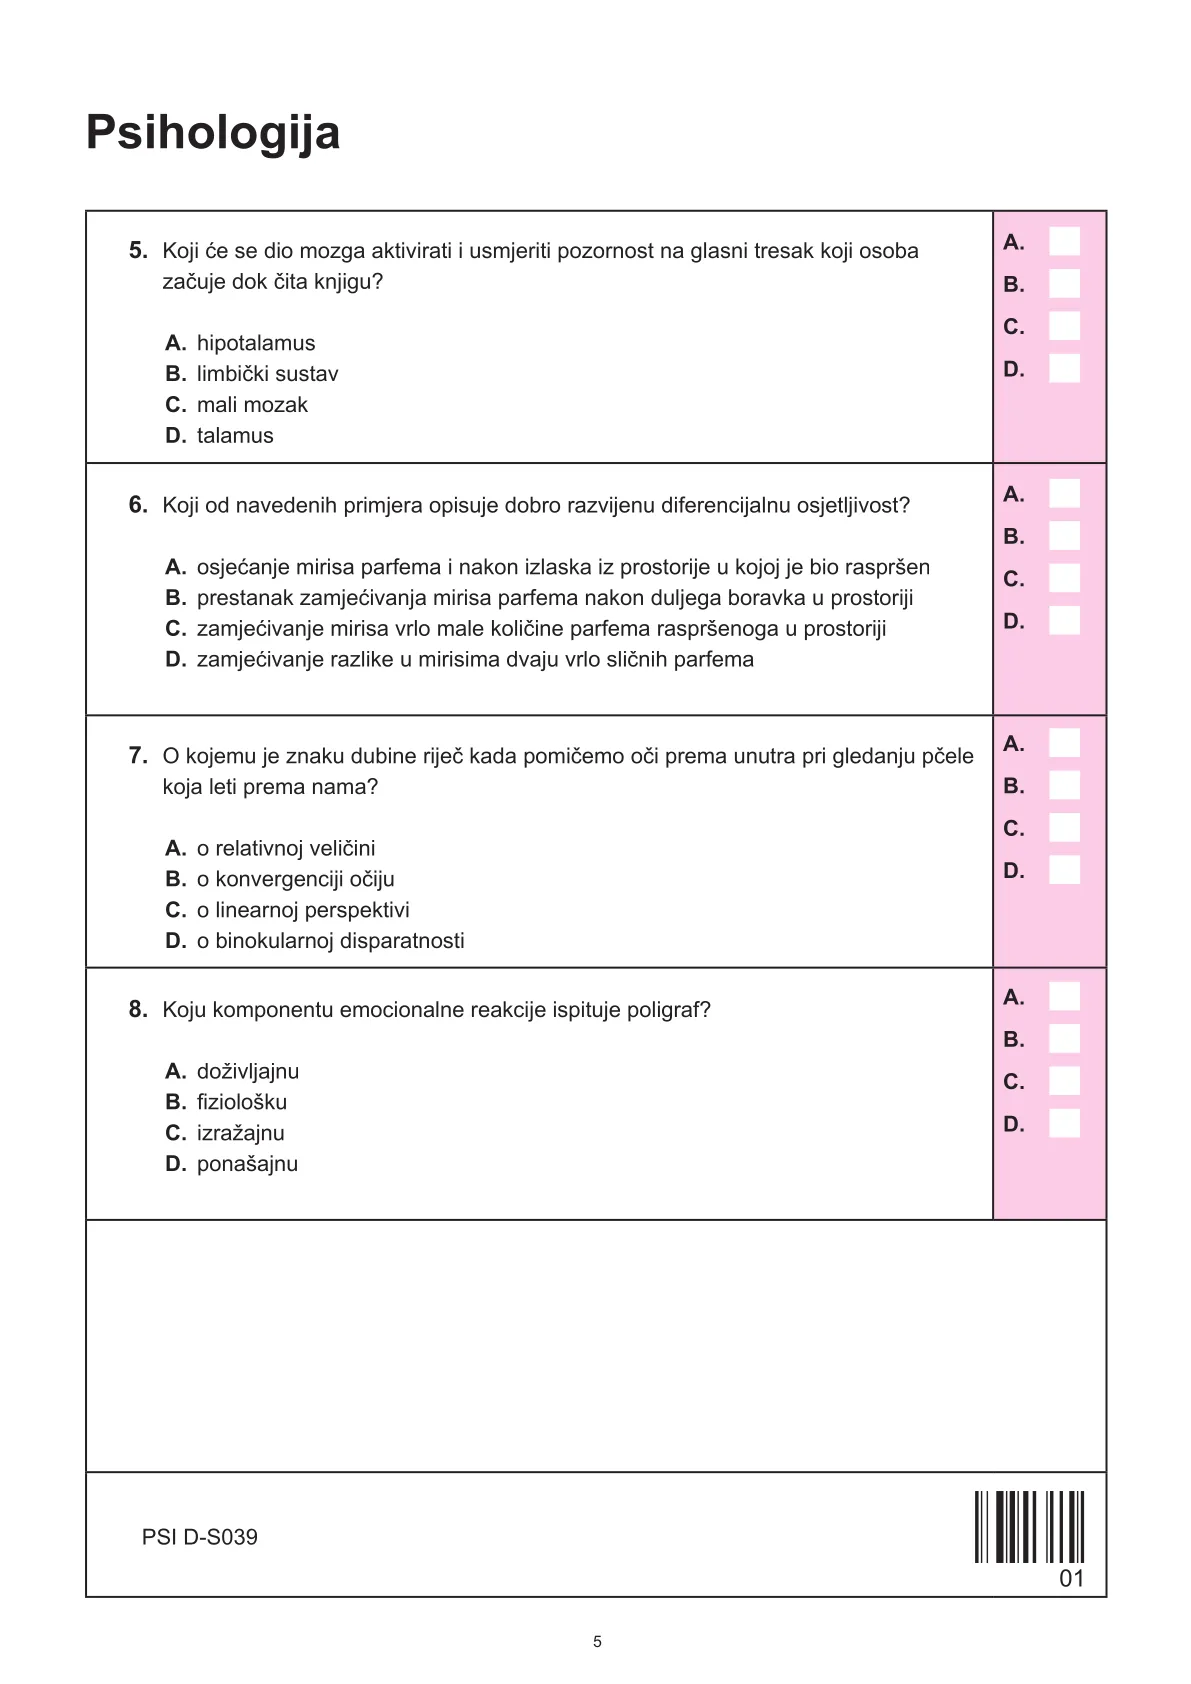 Psihologija
5. Koji će se dio mozga aktivirati i usmjeriti pozornost na glasni tresak koji osoba
začuje dok čita knjigu?
A. hipotalamus
B. limbički sustav
C. mali mozak
D. talamus
A.
B.
C.
D.
6. Koji od navedenih primjera opisuje dobro razvijenu diferencijalnu osjetljivost?
A. osjećanje mirisa parfema i nakon izlaska iz prostorije u kojoj je bio raspršen
B. prestanak zamjećivanja mirisa parfema nakon duljega boravka u prostoriji
C. zamjećivanje mirisa vrlo male količine parfema raspršenoga u prostoriji
D. zamjećivanje razlike u mirisima dvaju vrlo sličnih parfema
A.
B.
C.
D.
7. O kojemu je znaku dubine riječ kada pomičemo oči prema unutra pri gledanju pčele
koja leti prema nama?
A. o relativnoj veličini
B. o konvergenciji očiju
C. o linearnoj perspektivi
D. o binokularnoj disparatnosti
A.
B.
C.
D.
8. Koju komponentu emocionalne reakcije ispituje poligraf?
A. doživljajnu
B. fiziološku
C. izražajnu
D. ponašajnu
A.
B.
C.
D.
PSI D-S039
01
5